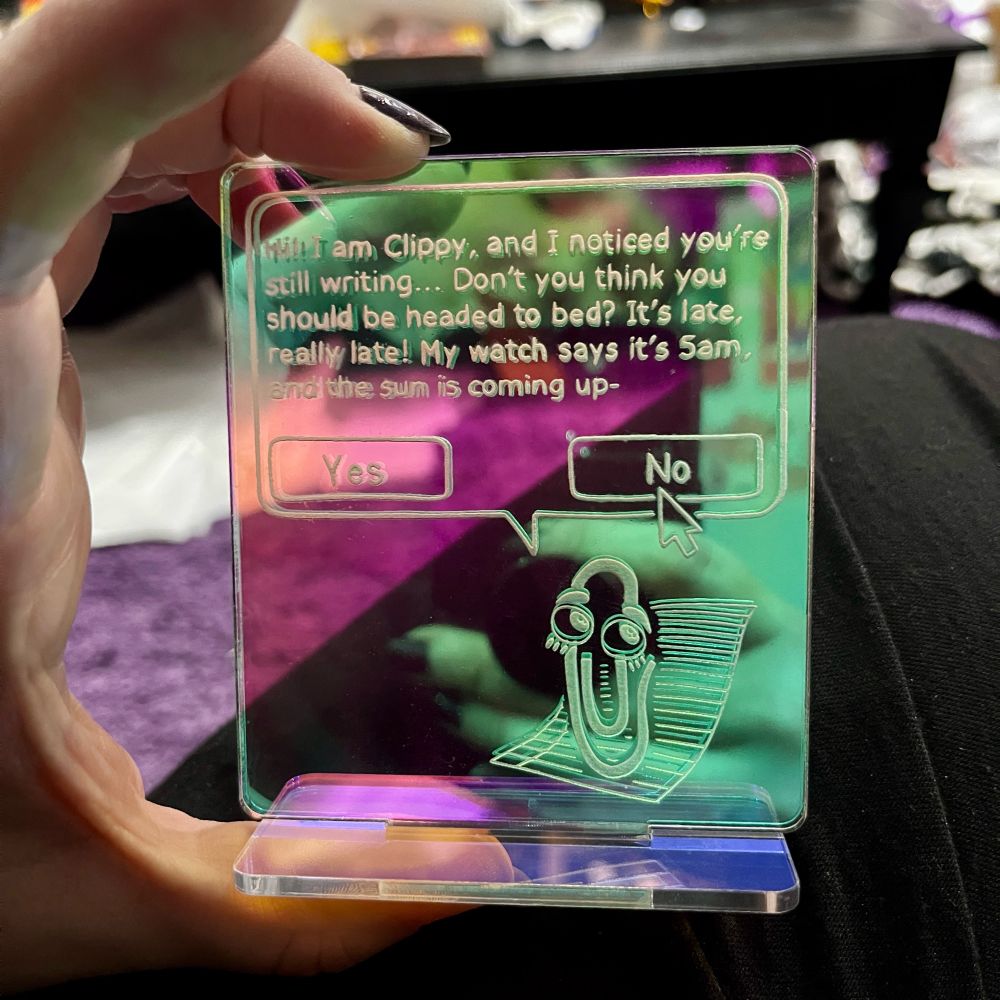 Hi! I am Clippy, and I noticed you're
still writing... Don't you think you
should be headed to bed? It's late,
really late! My watch says it's 5am,
and the sun is coming up-
Yes
No